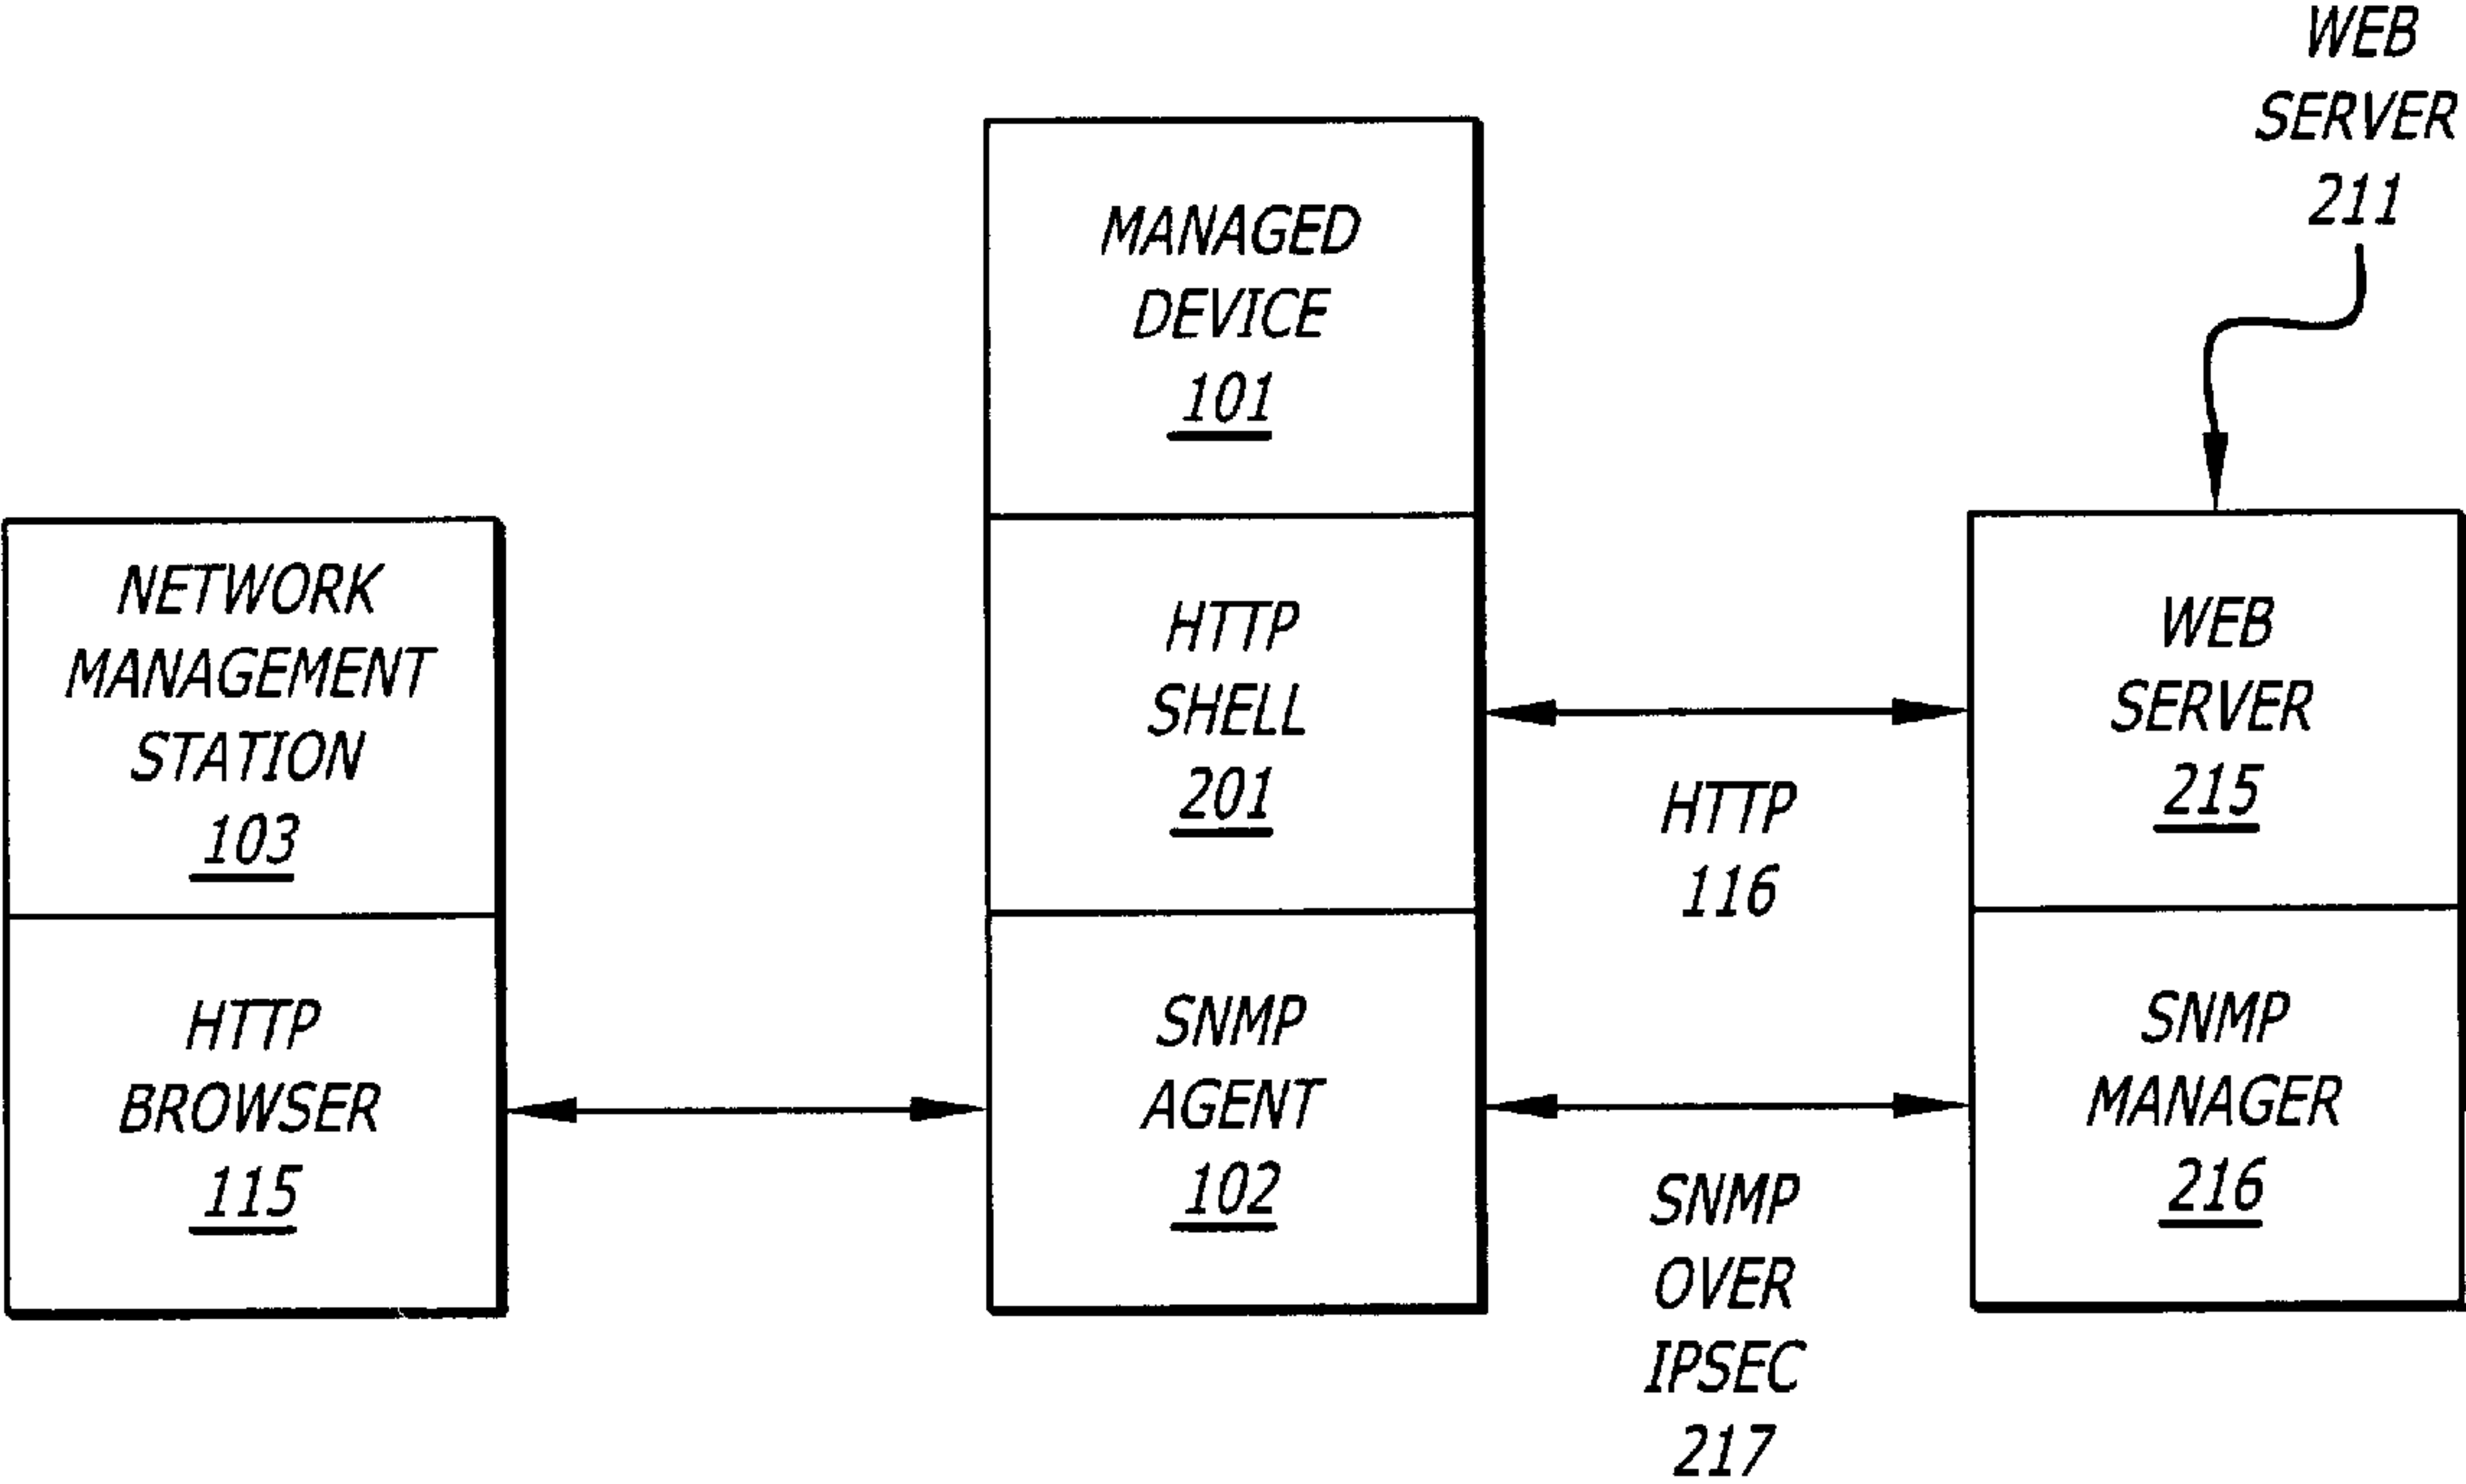 WEB
SERVER
211
MANAGED
DEVICE
101
NETWORK
MANAGEMENT
STATION
103
HTTP
BROWSER
115
HTTP
SHELL
201
SNMP
AGENT
102
HTTP
116
SNMP
OVER
IPSEC
217
WEB
SERVER
215
SNMP
MANAGER
216